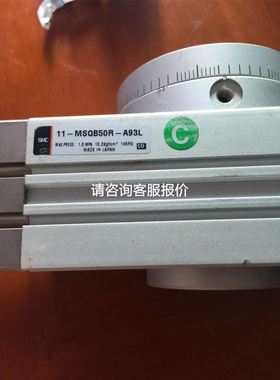 SMC
11-MSQB50R-A93L
MAX.PRESS. 1.0 MPa 10.2kgf/cm² 145PSI
MADE IN JAPAN
CO
C
请咨询客服报价